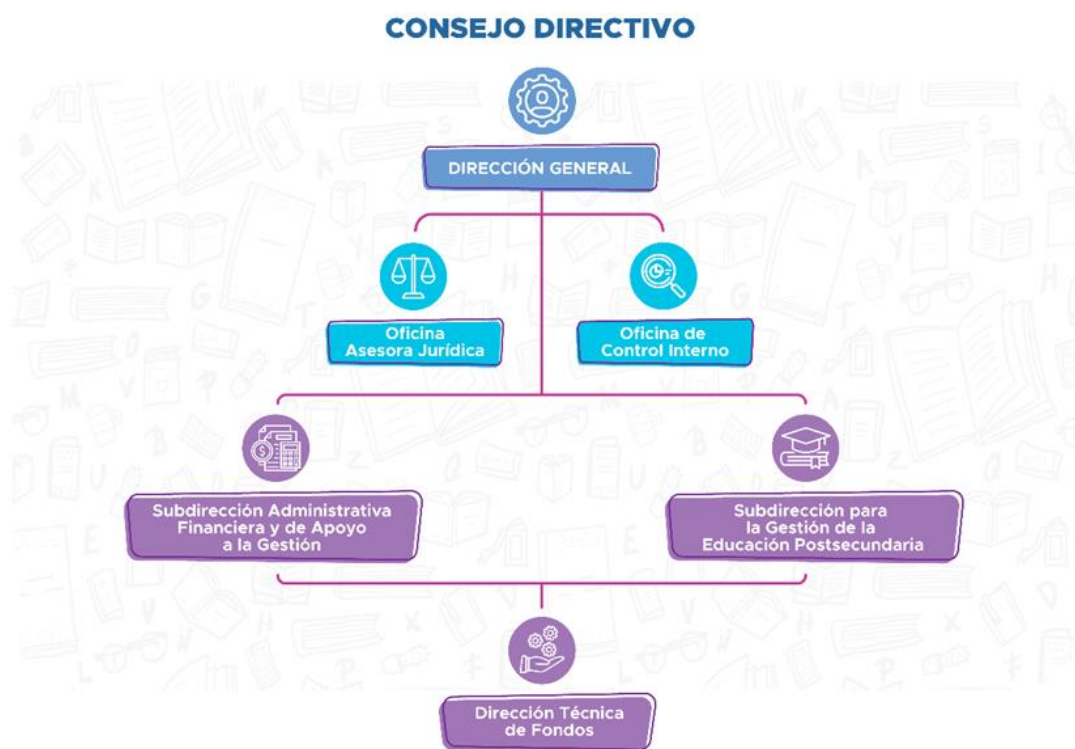 CONSEJO DIRECTIVO
DIRECCIÓN GENERAL
Oficina
Asesora Jurídica
Oficina de
Control Interno
Subdirección Administrativa
Financiera y de Apoyo
a la Gestión
Subdirección para
la Gestión de la
Educación Postsecundaria
Dirección Técnica
de Fondos